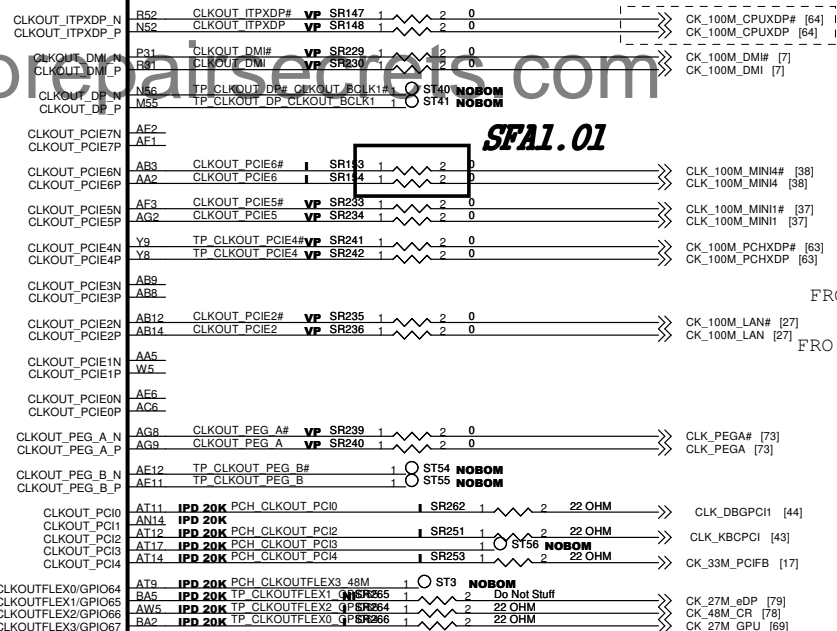 CLKOUT_ITPXDP_N R52 CLKOUT_ITPXDP# VP SR147 1 2 0 CK_100M_CPUXDP# [64]
CLKOUT_ITPXDP_P N52 CLKOUT_ITPXDP VP SR148 1 2 0 CK_100M_CPUXDP [64]
CLKOUT_DMI_N P31 CLKOUT_DMI# VP SR229 1 2 0 CK_100M_DMI# [7]
CLKOUT_DMI_P R31 CLKOUT_DMI VP SR230 1 2 0 CK_100M_DMI [7]
orepairsecrets.com
CLKOUT_DP_N N56 TP_CLKOUT_DP#_CLKOUT_BCLK1# 1 ST40 NOBOM
CLKOUT_DP_P M55 TP_CLKOUT_DP_CLKOUT_BCLK1 1 ST41 NOBOM
CLKOUT_PCIE7N AE2
CLKOUT_PCIE7P AF1
SFA1.01
CLKOUT_PCIE6N AB3 CLKOUT_PCIE6# I SR153 1 2 0 CLK_100M_MINI4# [38]
CLKOUT_PCIE6P AA2 CLKOUT_PCIE6 I SR154 1 2 0 CLK_100M_MINI4 [38]
CLKOUT_PCIE5N AF3 CLKOUT_PCIE5# VP SR233 1 2 0 CLK_100M_MINI1# [37]
CLKOUT_PCIE5P AG2 CLKOUT_PCIE5 VP SR234 1 2 0 CLK_100M_MINI1 [37]
CLKOUT_PCIE4N Y9 TP_CLKOUT_PCIE4# VP SR241 1 2 0 CK_100M_PCHXDP# [63]
CLKOUT_PCIE4P Y8 TP_CLKOUT_PCIE4 VP SR242 1 2 0 CK_100M_PCHXDP [63]
CLKOUT_PCIE3N AB9
CLKOUT_PCIE3P AB8
FRO
CLKOUT_PCIE2N AB12 CLKOUT_PCIE2# VP SR235 1 2 0 CK_100M_LAN# [27]
CLKOUT_PCIE2P AB14 CLKOUT_PCIE2 VP SR236 1 2 0 CK_100M_LAN [27]
FRO
CLKOUT_PCIE1N AA5
CLKOUT_PCIE1P W5
CLKOUT_PCIE0N AE6
CLKOUT_PCIE0P AC6
CLKOUT_PEG_A_N AG8 CLKOUT_PEG_A# VP SR239 1 2 0 CLK_PEGA# [73]
CLKOUT_PEG_A_P AG9 CLKOUT_PEG_A VP SR240 1 2 0 CLK_PEGA [73]
CLKOUT_PEG_B_N AE12 TP_CLKOUT_PEG_B# 1 ST54 NOBOM
CLKOUT_PEG_B_P AE11 TP_CLKOUT_PEG_B 1 ST55 NOBOM
CLKOUT_PCI0 AT11 IPD 20K PCH_CLKOUT_PCI0 I SR262 1 2 22 OHM CLK_DBGPCI1 [44]
CLKOUT_PCI1 AN14 IPD 20K
CLKOUT_PCI2 AT12 IPD 20K PCH_CLKOUT_PCI2 I SR251 1 2 22 OHM CLK_KBCPCI [43]
CLKOUT_PCI3 AT17 IPD 20K PCH_CLKOUT_PCI3 1 ST56 NOBOM
CLKOUT_PCI4 AT14 IPD 20K PCH_CLKOUT_PCI4 I SR253 1 2 22 OHM CK_33M_PCIFB [17]
CLKOUTFLEX0/GPIO64 AT9 IPD 20K PCH_CLKOUTFLEX3_48M 1 ST3 NOBOM
CLKOUTFLEX1/GPIO65 BA5 IPD 20K 1 2 Do Not Stuff CK_27M_eDP [79]
CLKOUTFLEX2/GPIO66 AW5 IPD 20K 1 2 22 OHM CK_48M_CR [78]
CLKOUTFLEX3/GPIO67 BA2 IPD 20K 1 2 22 OHM CK_27M_GPU [69]